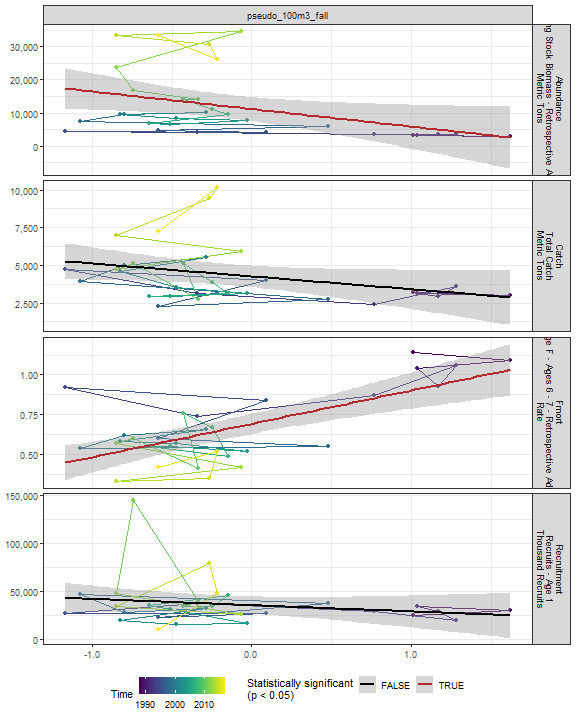 pseudo_100m3_fall
30,000
20,000
10,000
0
Abundance
ng Stock Biomass - Retrospective A
Metric Tons
10,000
7,500
5,000
2,500
Catch
Total Catch
Metric Tons
1.00
0.75
0.50
Fmort
ge F - Ages 6 - 7 - Retrospective Ad
Rate
150,000
100,000
50,000
0
Recruitment
Recruits - Age 1
Thousand Recruits
-1.0
0.0
1.0
Time
1990 2000 2010
Statistically significant
(p < 0.05)
FALSE
TRUE